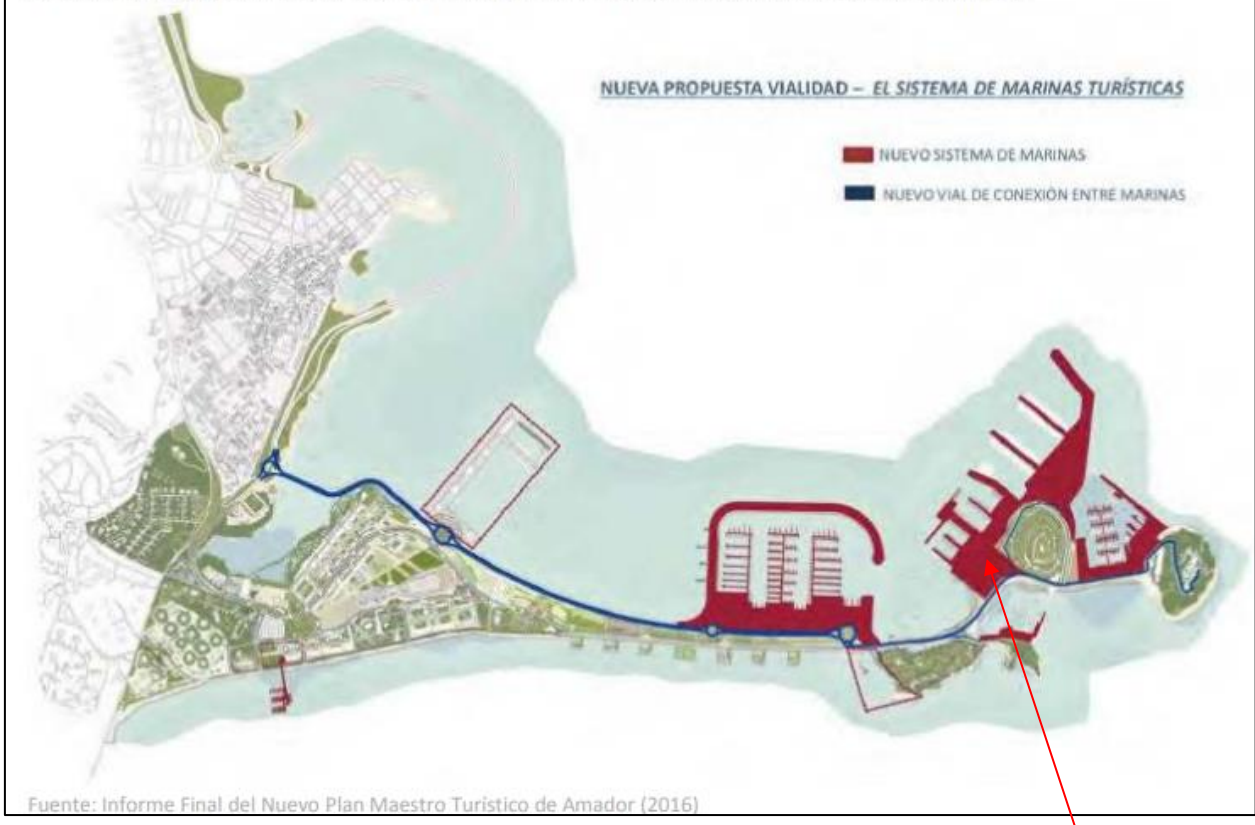 NUEVA PROPUESTA VIALIDAD – EL SISTEMA DE MARINAS TURÍSTICAS
NUEVO SISTEMA DE MARINAS
NUEVO VIAL DE CONEXIÓN ENTRE MARINAS
Fuente: Informe Final del Nuevo Plan Maestro Turístico de Amador (2016)